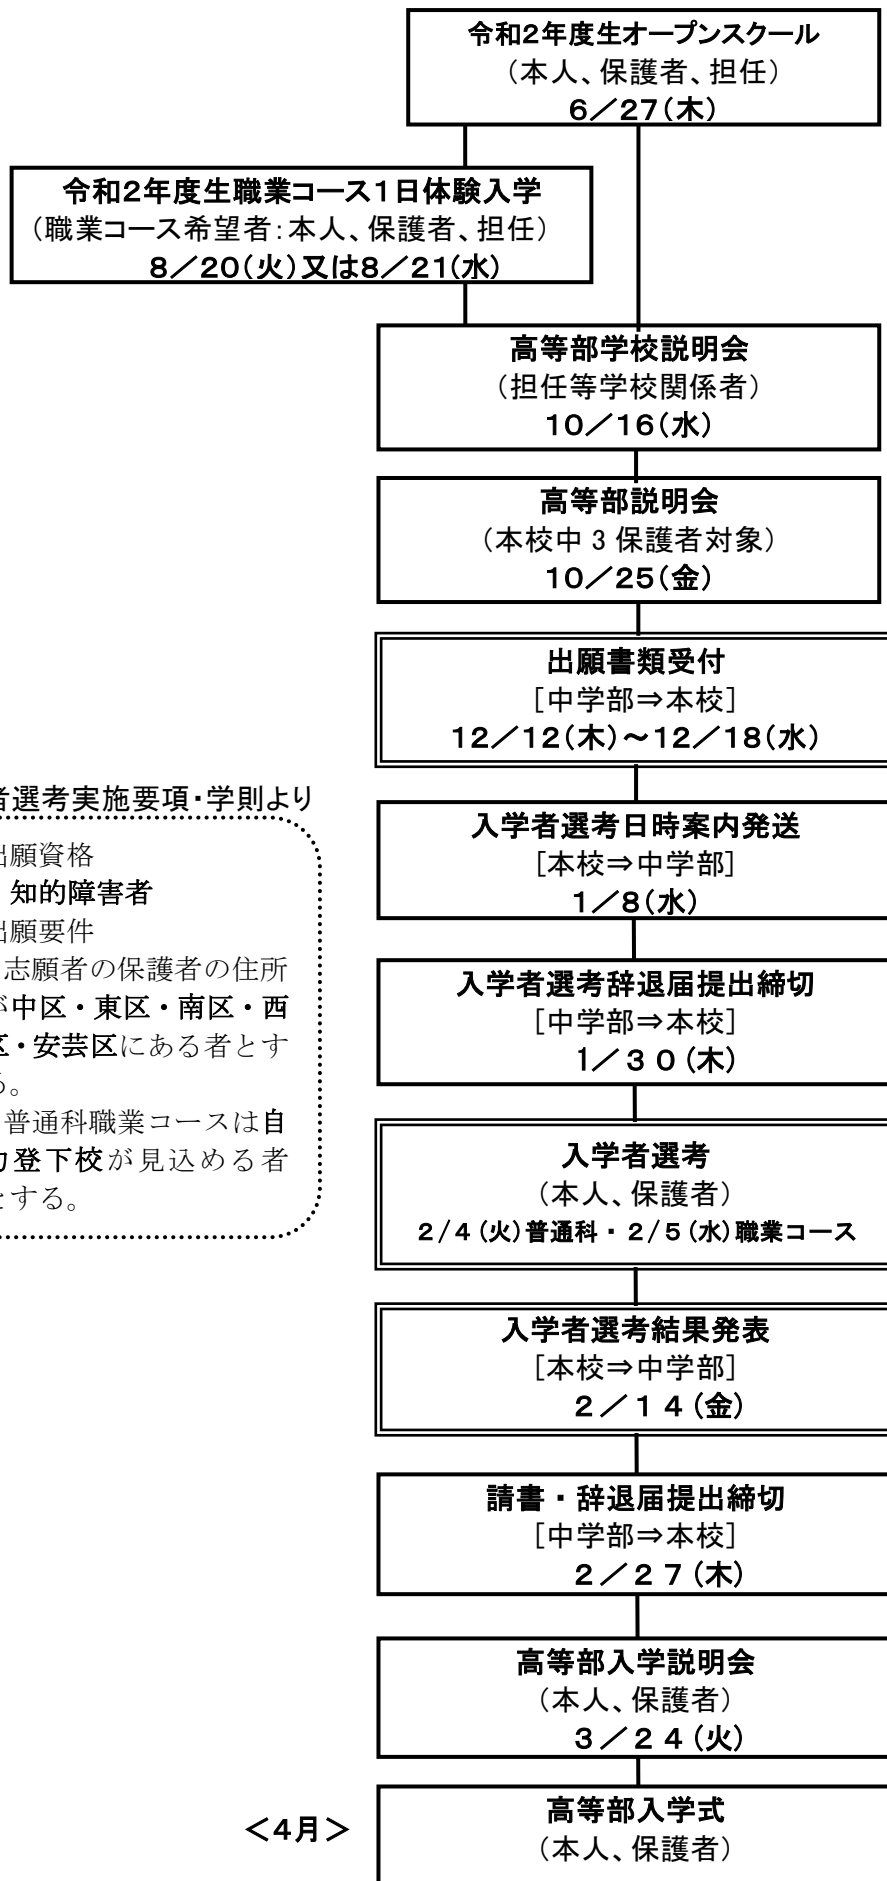 令和2年度生オープンスクール
(本人、保護者、担任)
6／27(木)
令和2年度生職業コース1日体験入学
(職業コース希望者:本人、保護者、担任)
8／20(火)又は8／21(水)
高等部学校説明会
(担任等学校関係者)
10／16(水)
高等部説明会
(本校中3保護者対象)
10／25(金)
出願書類受付
[中学部⇒本校]
12／12(木)～12／18(水)
者選考実施要項・学則より
出願資格
知的障害者
出願要件
志願者の保護者の住所
が中区・東区・南区・西
区・安芸区にある者とす
る。
普通科職業コースは自
力登下校が見込める者
とする。
入学者選考日時案内発送
[本校⇒中学部]
1／8(水)
入学者選考辞退届提出締切
[中学部⇒本校]
1／30(木)
入学者選考
(本人、保護者)
2/4(火)普通科・2/5(水)職業コース
入学者選考結果発表
[本校⇒中学部]
2／14(金)
請書・辞退届提出締切
[中学部⇒本校]
2／27(木)
高等部入学説明会
(本人、保護者)
3／24(火)
＜4月＞
高等部入学式
(本人、保護者)